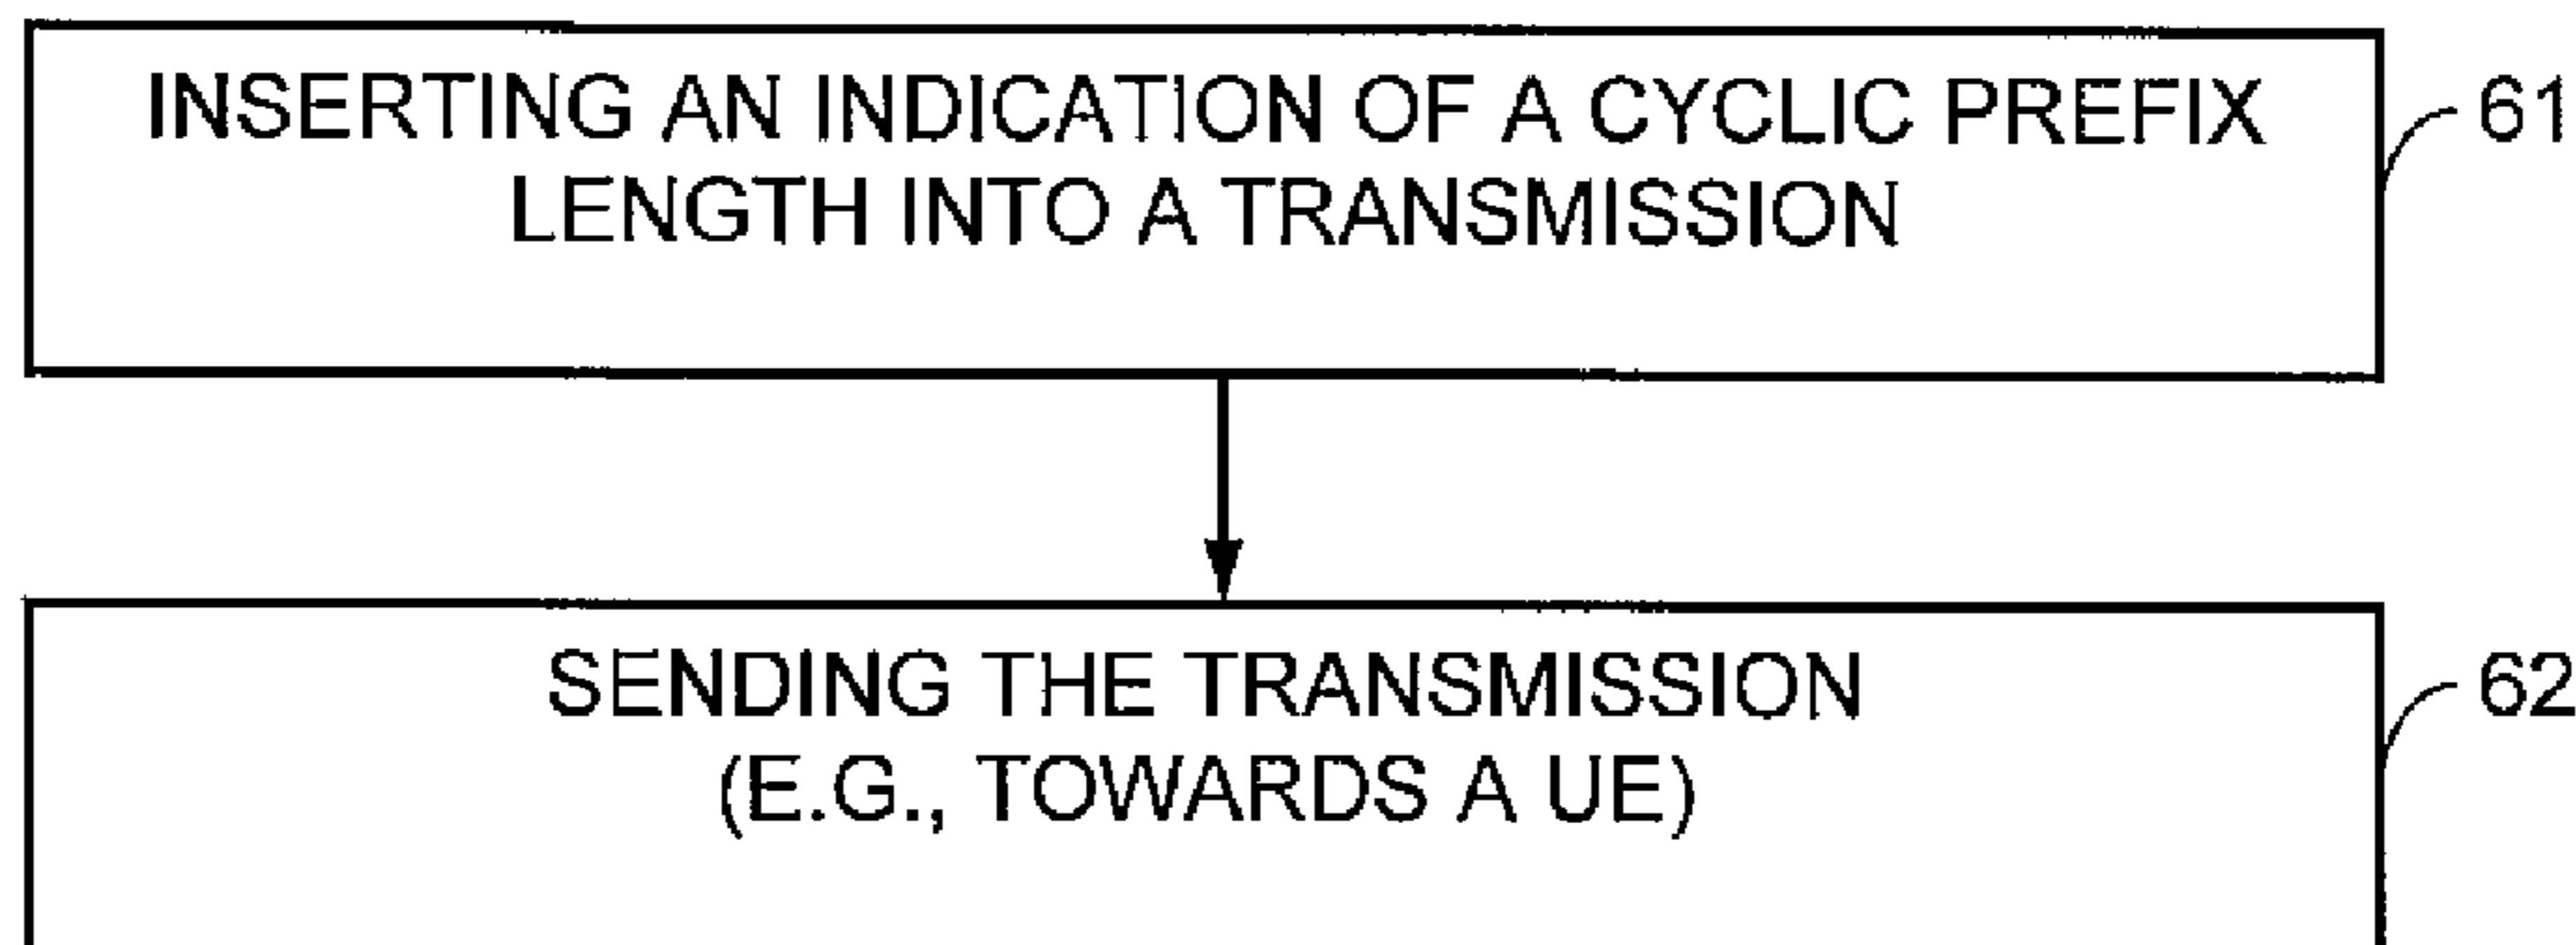 INSERTING AN INDICATION OF A CYCLIC PREFIX
LENGTH INTO A TRANSMISSION
61
SENDING THE TRANSMISSION
(E.G., TOWARDS A UE)
62